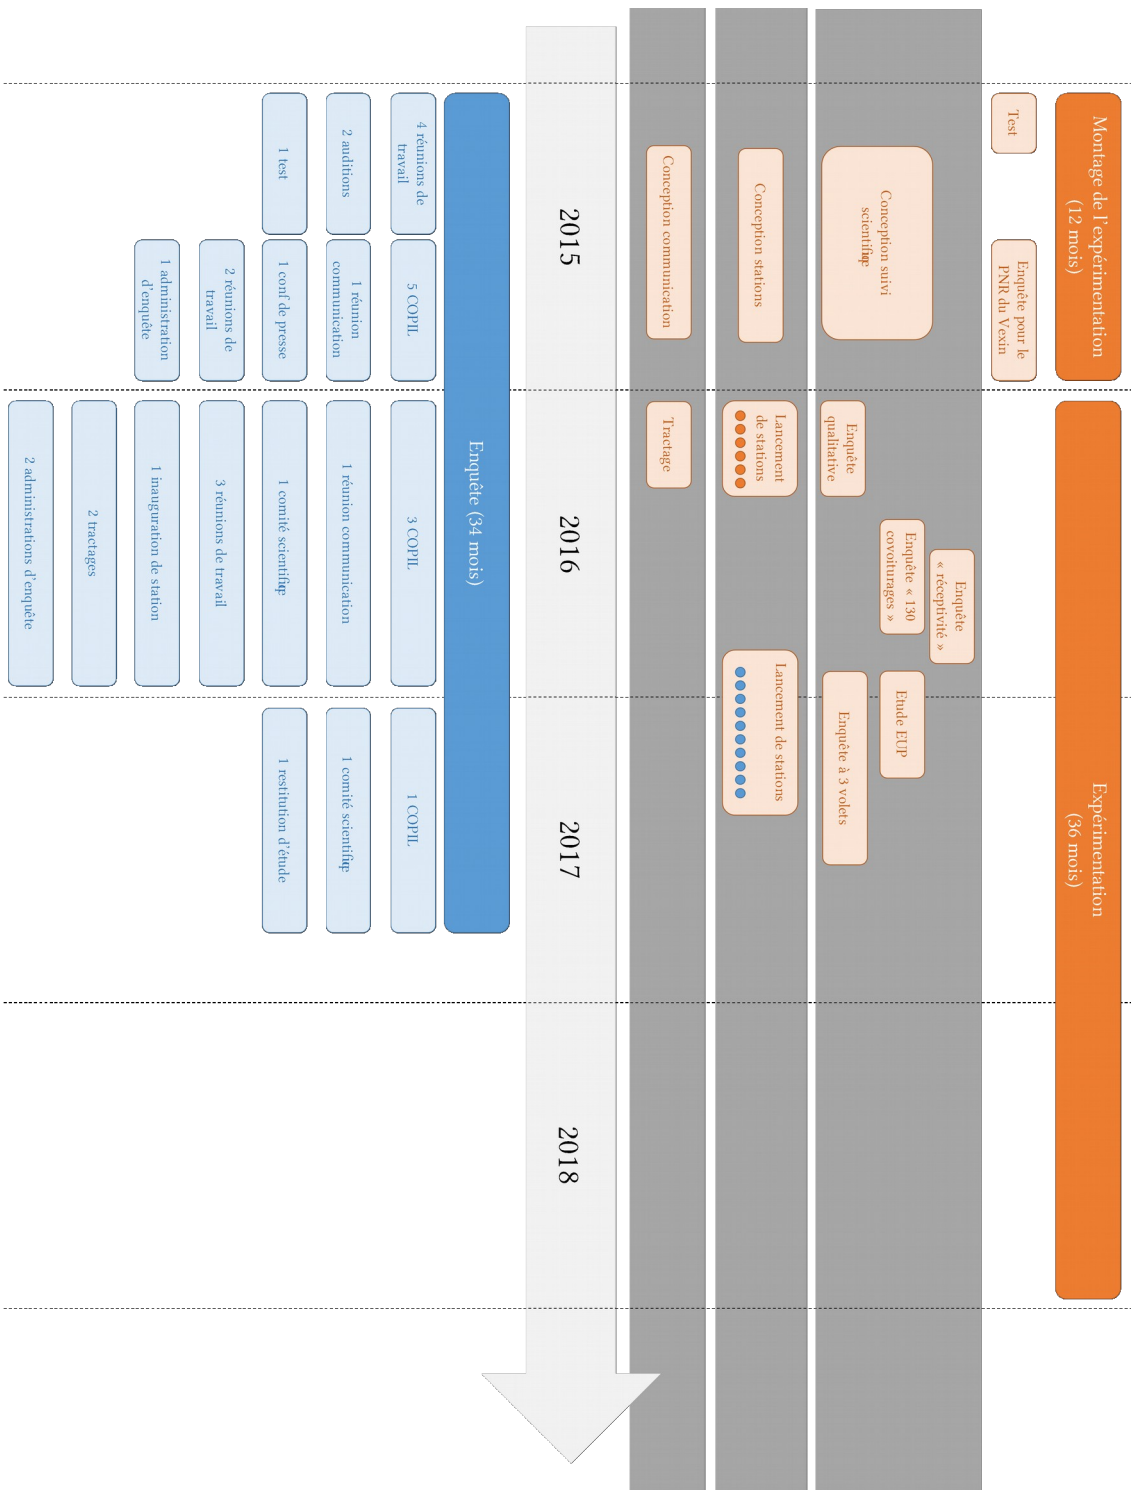 Montage de l'expérimentation
(12 mois)
Expérimentation
(36 mois)
Test
Enquête pour le
PNR du Vexin
Conception suivi
scientifique
Enquête
« réceptivité »
Enquête « 130
covoiturages »
Etude EUP
Enquête
qualitative
Enquête à 3 volets
Conception stations
Lancement
de stations
Lancement de stations
Conception communication
Tractage
2015
2016
2017
2018
Enquête (34 mois)
4 réunions de
travail
5 COPIL
3 COPIL
1 COPIL
2 auditions
1 réunion
communication
1 réunion communication
1 comité scientifique
1 test
1 conf de presse
1 comité scientifique
1 restitution d'étude
2 réunions de
travail
3 réunions de travail
1 administration
d'enquête
1 inauguration de station
2 tractages
2 administrations d'enquête